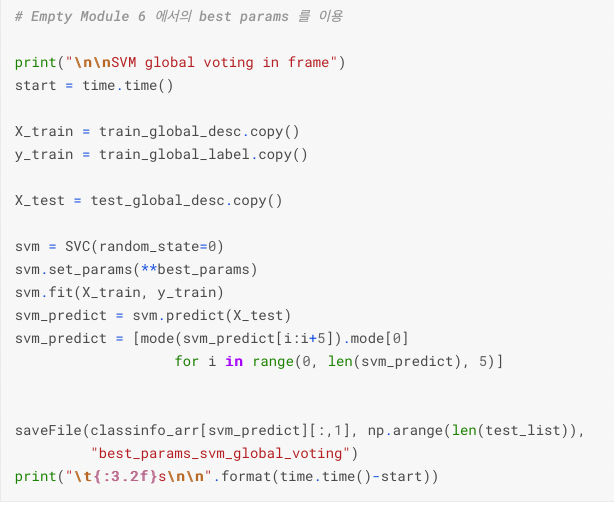 # Empty Module 6 에서의 best params 를 이용
print("\n\nSVM global voting in frame")
start = time.time()
X_train = train_global_desc.copy()
y_train = train_global_label.copy()
X_test = test_global_desc.copy()
svm = SVC(random_state=0)
svm.set_params(**best_params)
svm.fit(X_train, y_train)
svm_predict = svm.predict(X_test)
svm_predict = [mode(svm_predict[i:i+5]).mode[0]
for i in range(0, len(svm_predict), 5)]
saveFile(classinfo_arr[svm_predict][:,1], np.arange(len(test_list)),
"best_params_svm_global_voting")
print("\t{:3.2f}s\n\n".format(time.time()-start))